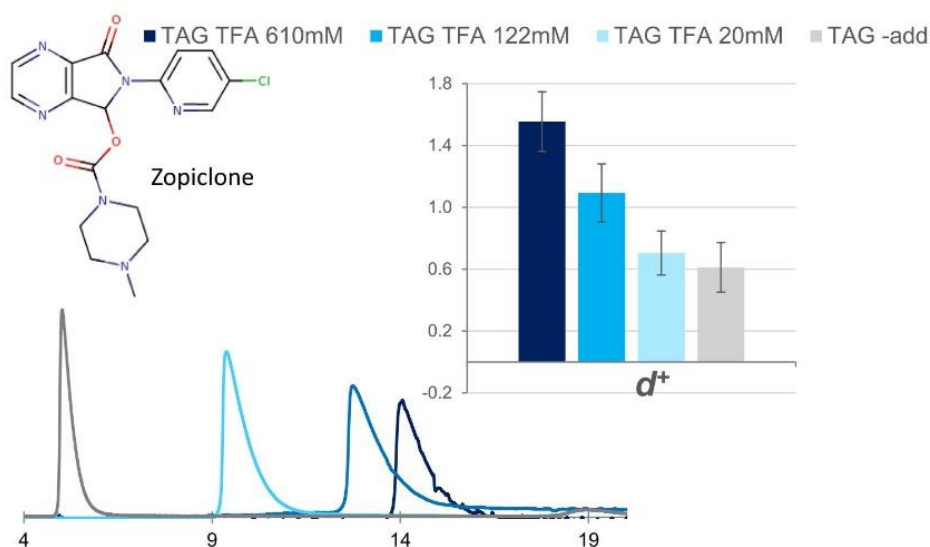 TAG TFA 610mM TAG TFA 122mM TAG TFA 20mM TAG -add
O
N
N
N
N
Cl
O
O
N
N
Zopiclone
1.8
1.4
1.0
0.6
0.2
-0.2
d+
4 9 14 19